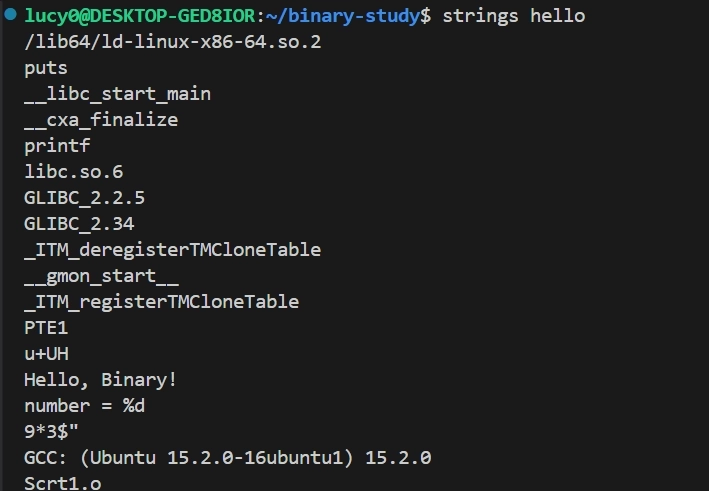 lucy0@DESKTOP-GED8IOR:~/binary-study$ strings hello
/lib64/ld-linux-x86-64.so.2
puts
__libc_start_main
__cxa_finalize
printf
libc.so.6
GLIBC_2.2.5
GLIBC_2.34
_ITM_deregisterTMCloneTable
__gmon_start__
_ITM_registerTMCloneTable
PTE1
u+UH
Hello, Binary!
number = %d
9*3$"
GCC: (Ubuntu 15.2.0-16ubuntu1) 15.2.0
Scrt1.o